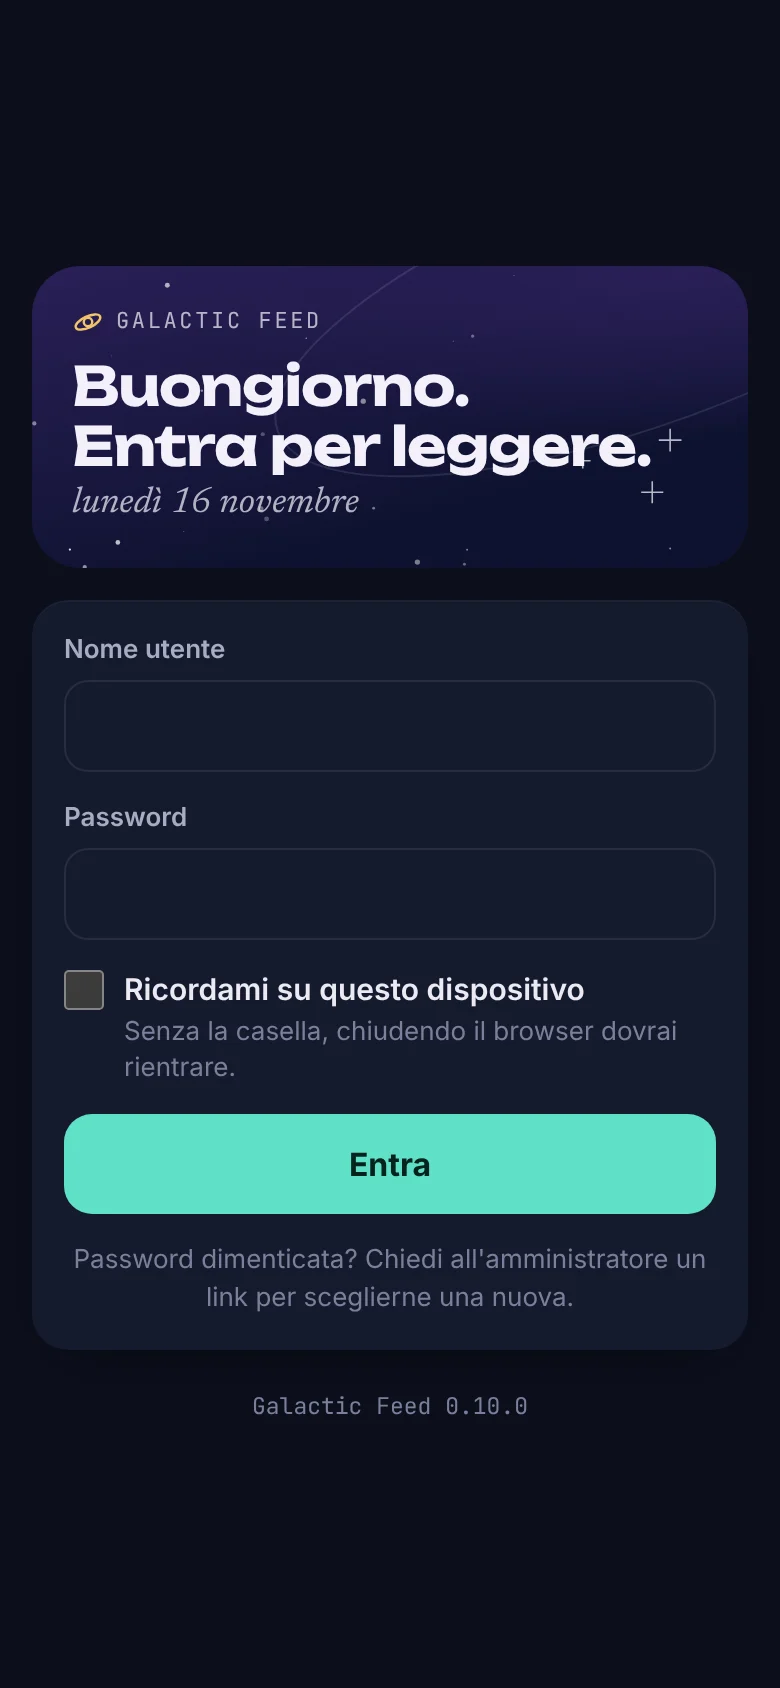 GALACTIC FEED
Buongiorno.
Entra per leggere.
lunedì 16 novembre
Nome utente
Password
Ricordami su questo dispositivo
Senza la casella, chiudendo il browser dovrai
rientrare.
Entra
Password dimenticata? Chiedi all'amministratore un
link per sceglierne una nuova.
Galactic Feed 0.10.0